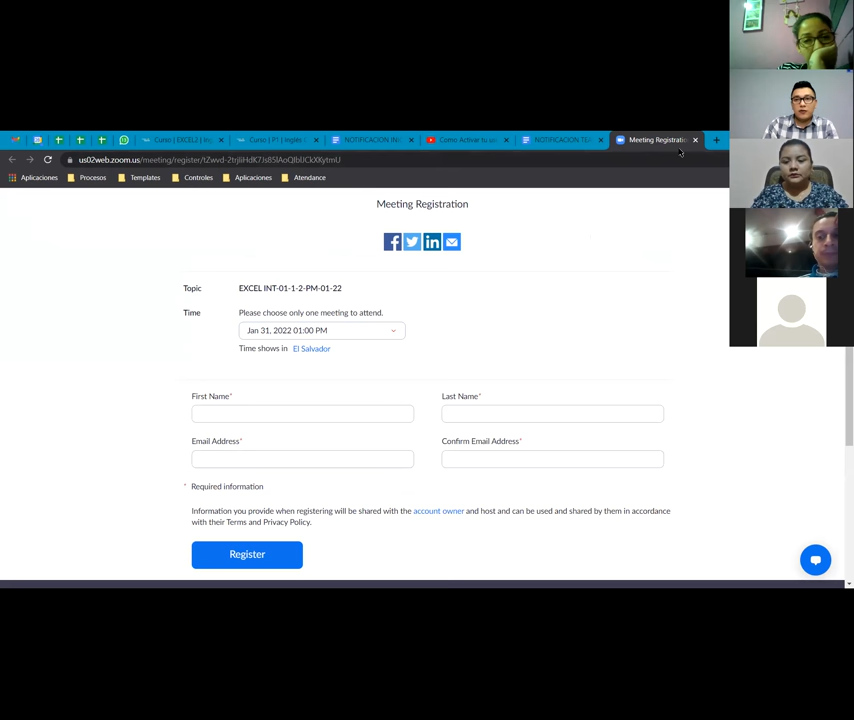 Curso | EXCEL2 | Ing
Curso | P1 | Inglés
NOTIFICACION INI
Como Activar tu se
NOTIFICACION TEA
Meeting Registratio
us02web.zoom.us/meeting/register/
Aplicaciones
Procesos
Templates
Controles
Aplicaciones
Atendance
Meeting Registration
Topic EXCEL INT-01-1-2-PM-01-22
Time Please choose only one meeting to attend.
Jan 31, 2022 01:00 PM
Time shows in El Salvador
First Name* Last Name*
Email Address* Confirm Email Address*
* Required information
Information you provide when registering will be shared with the account owner and host and can be used and shared by them in accordance
with their Terms and Privacy Policy.
Register